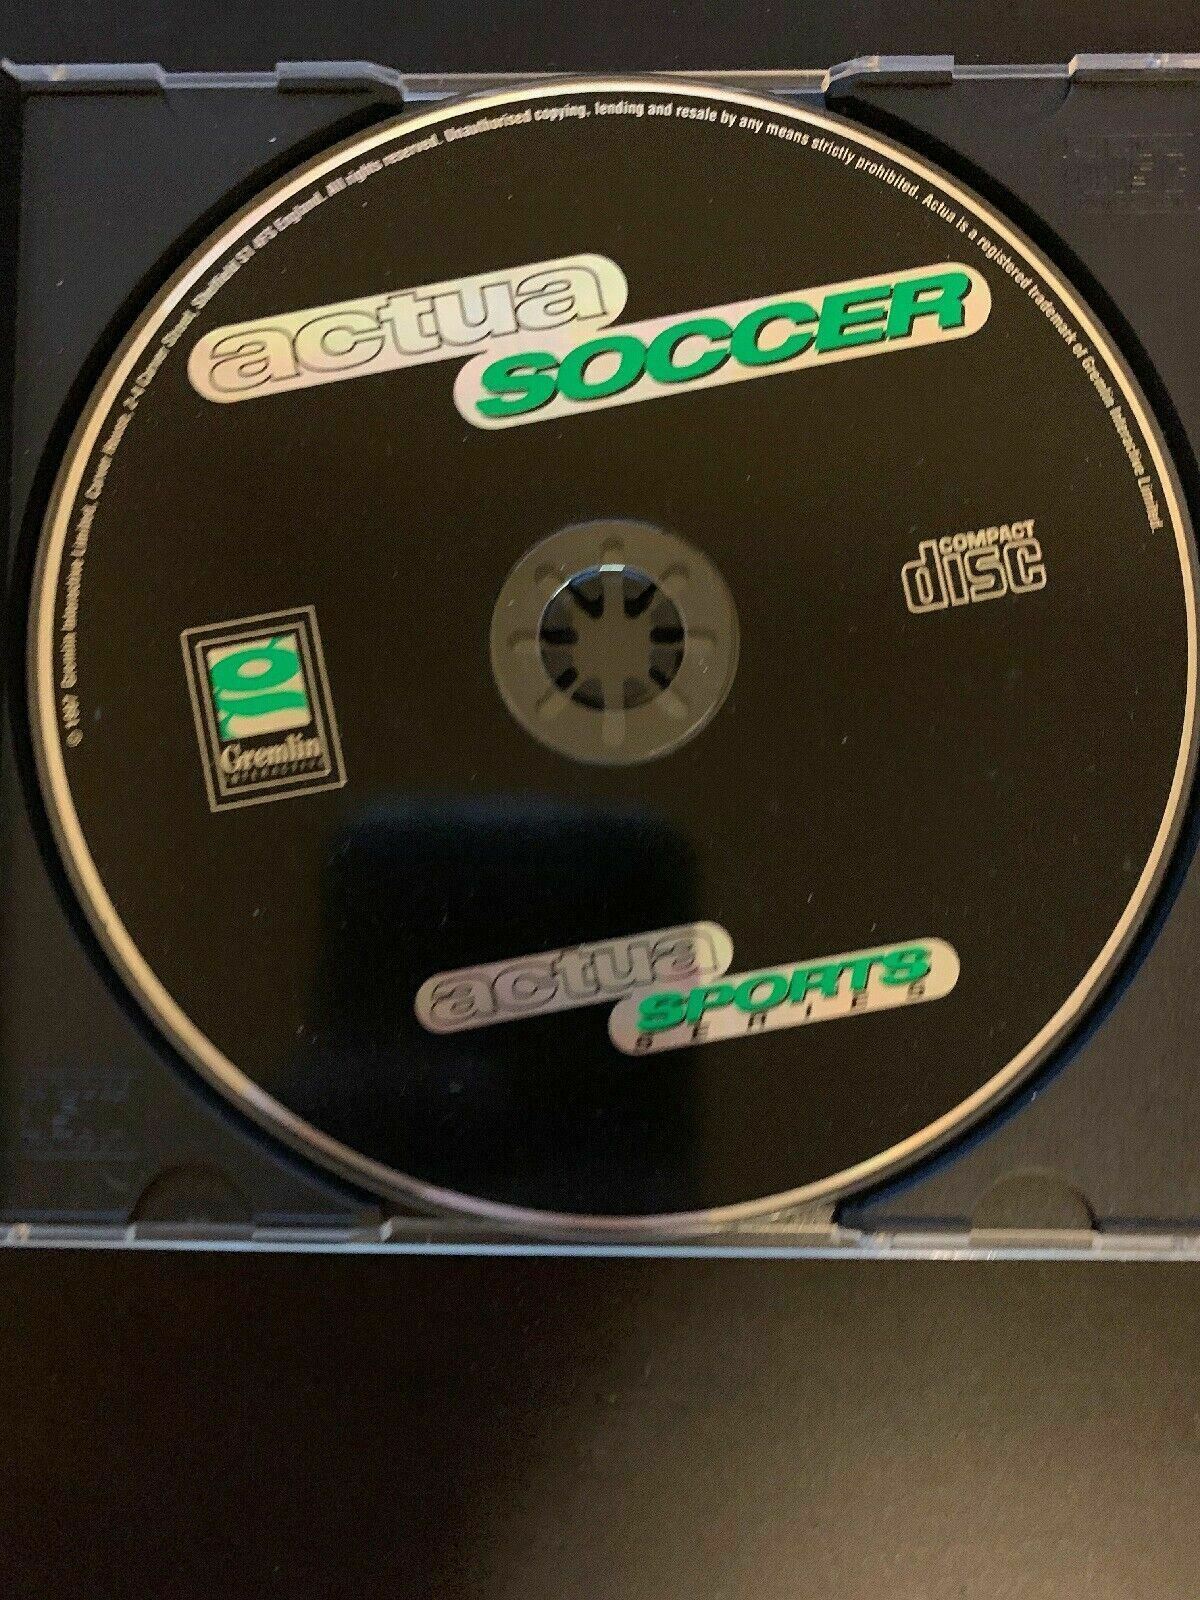 © 1997 Gremlin Interactive Limited. Carver House, 2-4 Carver Street, Sheffield S1 4FS England. All rights reserved. Unauthorised copying, lending and resale by any means strictly prohibited. Actua is a registered trademark of Gremlin Interactive Limited.
actua
SOCCER
COMPACT
disc
Gremlin
INTERACTIVE
actua
SPORTS
SERIES